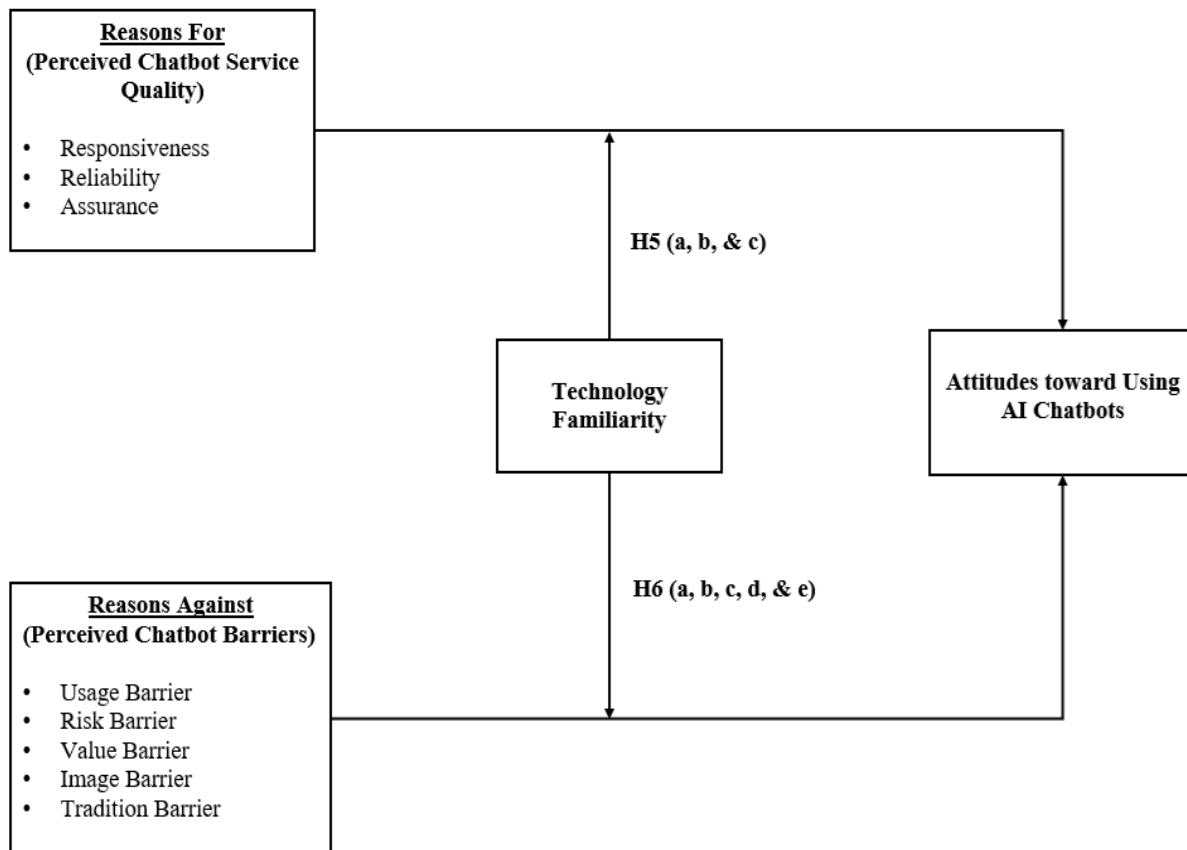 Reasons For
(Perceived Chatbot Service
Quality)
• Responsiveness
• Reliability
• Assurance
H5 (a, b, & c)
Technology
Familiarity
Attitudes toward Using
AI Chatbots
H6 (a, b, c, d, & e)
Reasons Against
(Perceived Chatbot Barriers)
• Usage Barrier
• Risk Barrier
• Value Barrier
• Image Barrier
• Tradition Barrier